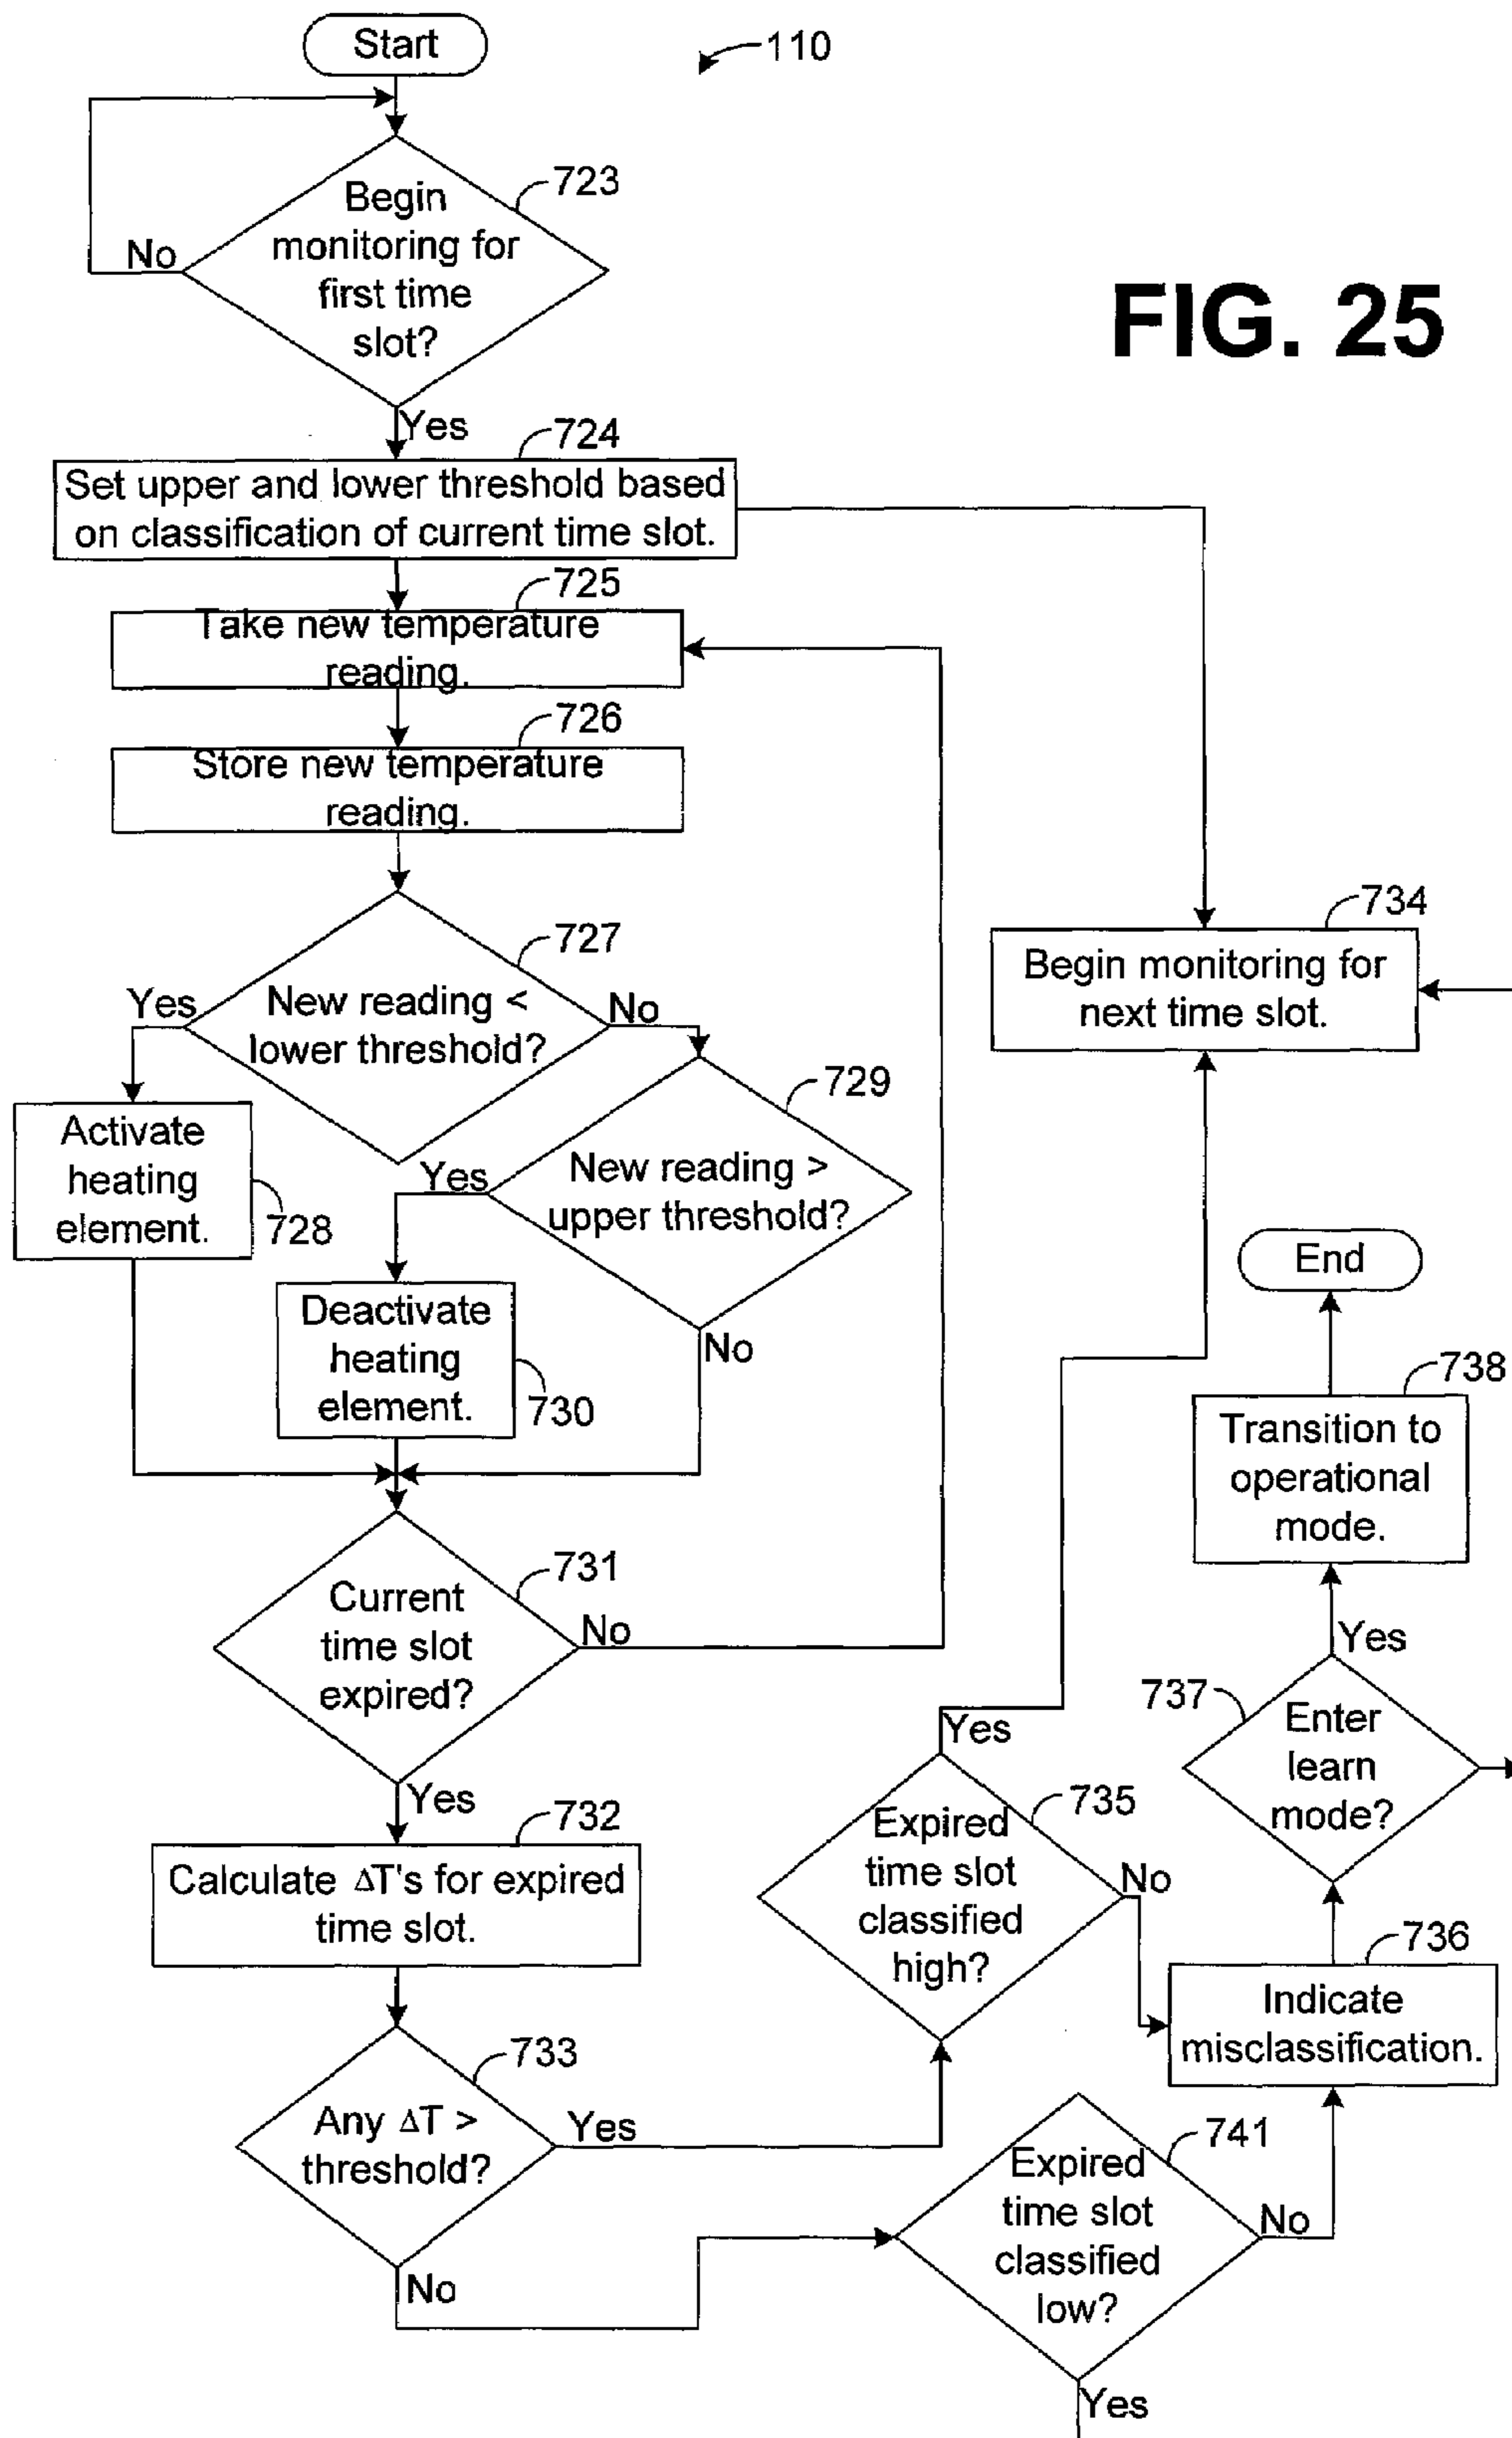 Start
110
Begin
monitoring for
first time
slot?
723
No
FIG. 25
Yes
724
Set upper and lower threshold based
on classification of current time slot.
725
Take new temperature
reading.
726
Store new temperature
reading.
727
New reading <
lower threshold?
Yes
No
734
Begin monitoring for
next time slot.
Activate
heating
element.
728
729
New reading >
upper threshold?
Yes
No
Deactivate
heating
element.
730
End
738
Transition to
operational
mode.
Yes
737
Enter
learn
mode?
731
Current
time slot
expired?
No
Yes
732
Calculate ΔT's for expired
time slot.
Yes
735
Expired
time slot
classified
high?
No
736
Indicate
misclassification.
733
Any ΔT >
threshold?
Yes
No
741
Expired
time slot
classified
low?
No
Yes